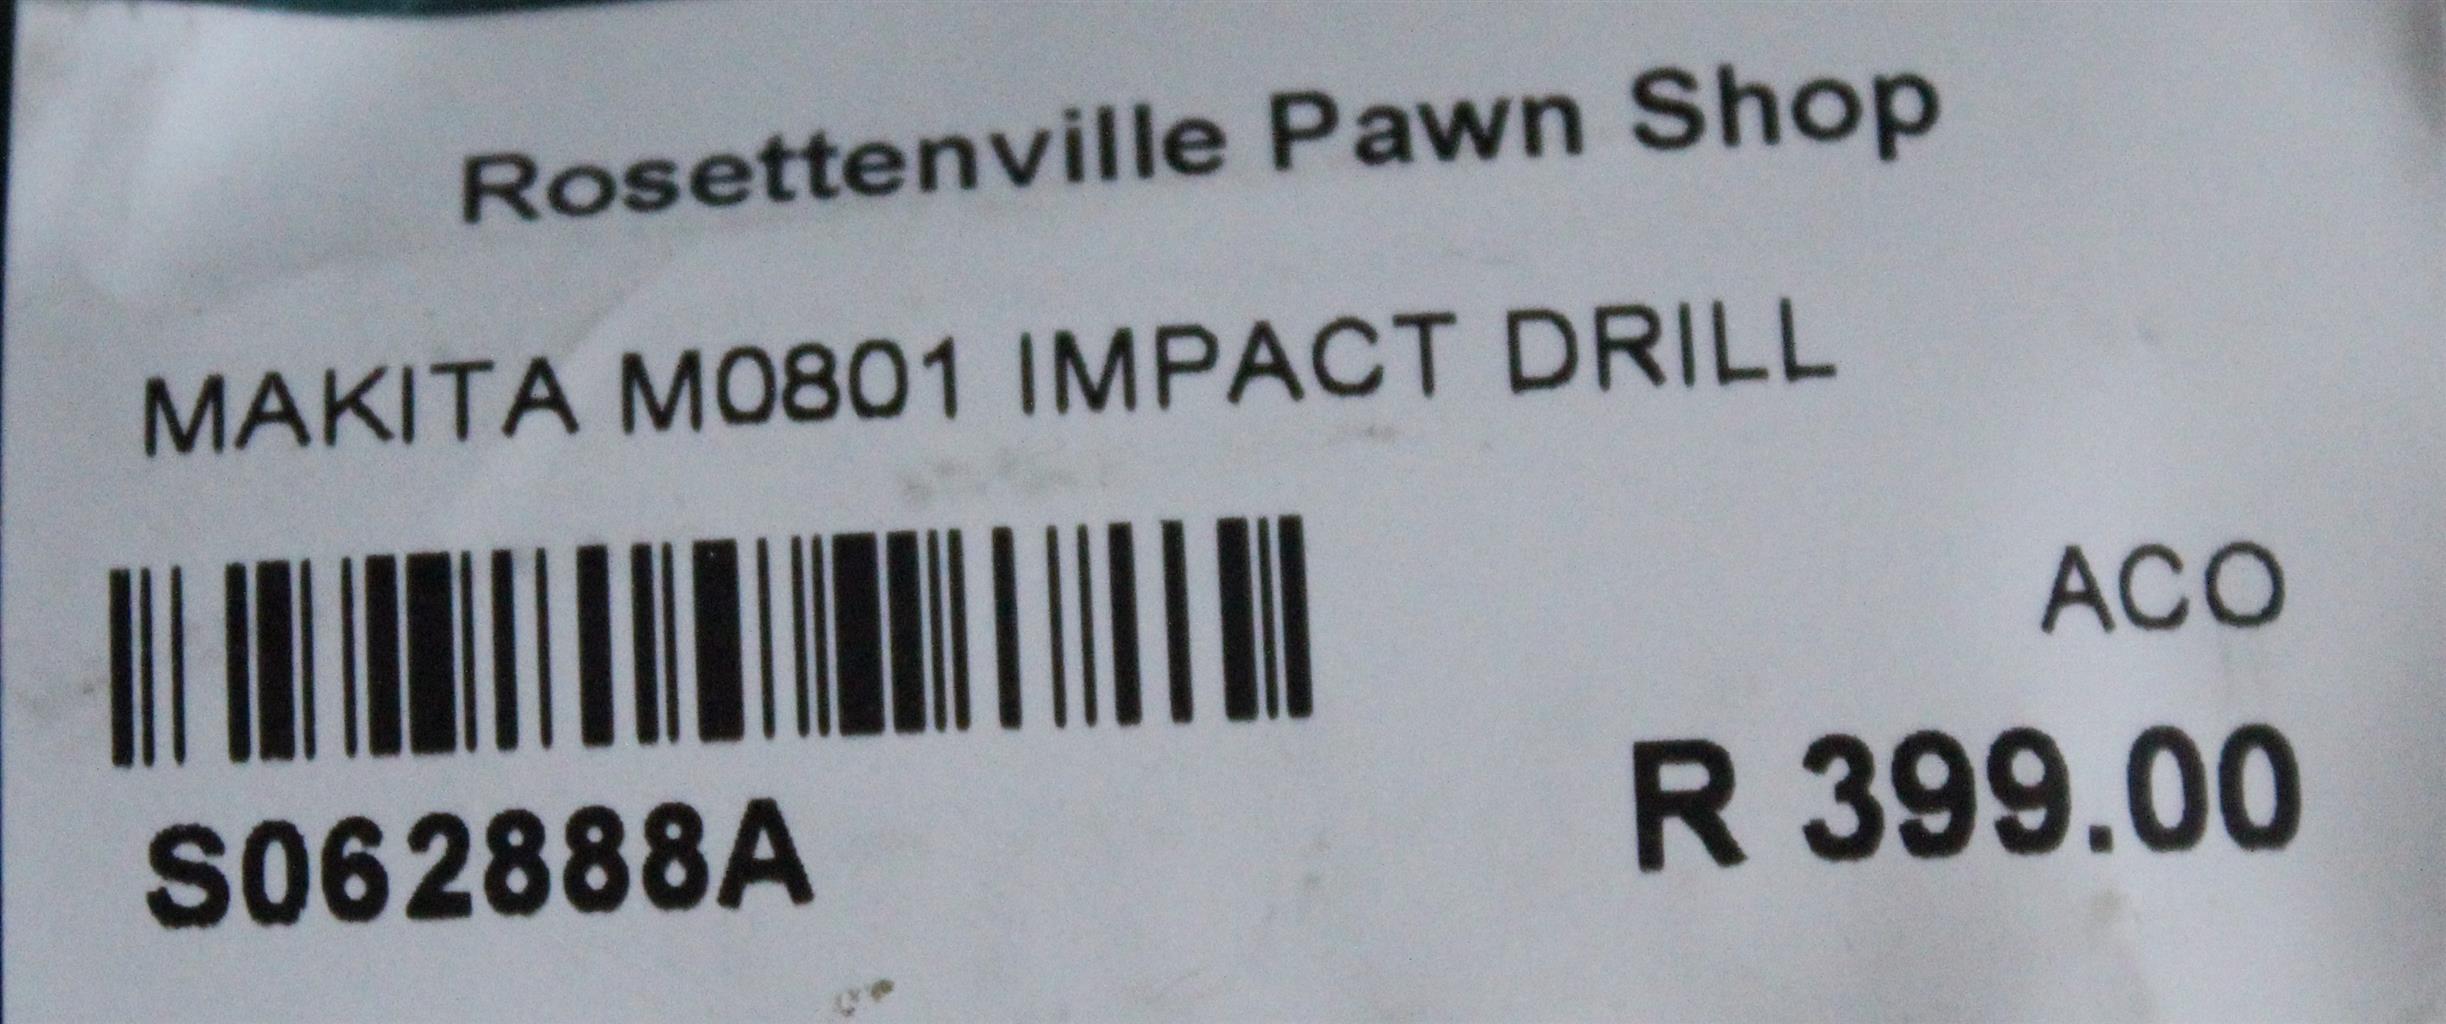 Rosettenville Pawn Shop
MAKITA M0801 IMPACT DRILL
ACO
S062888A
R 399.00